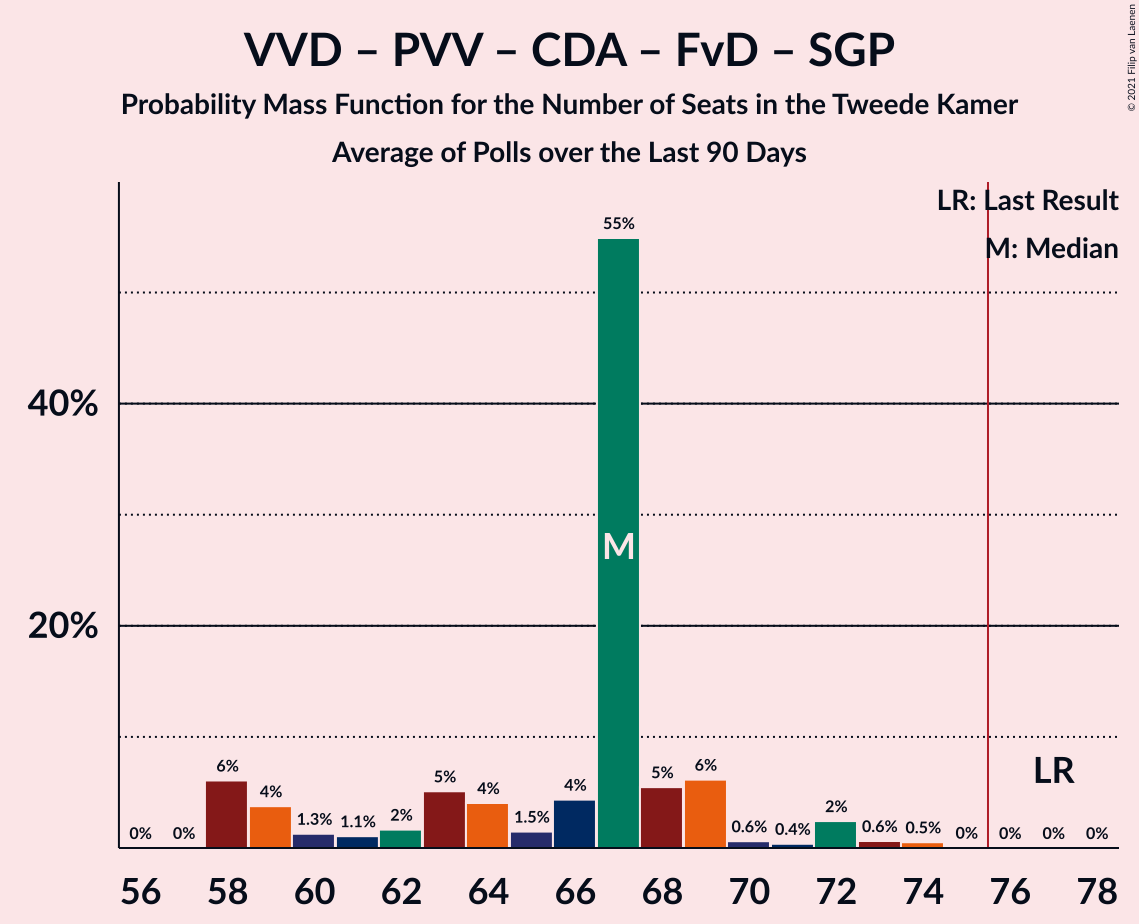 VVD – PVV – CDA – FvD – SGP
Probability Mass Function for the Number of Seats in the Tweede Kamer
Average of Polls over the Last 90 Days
© 2021 Filip van Laenen
LR: Last Result
M: Median
40%
20%
0% 0% 6% 4% 1.3% 1.1% 2% 5% 4% 1.5% 4% 55% 5% 6% 0.6% 0.4% 2% 0.6% 0.5% 0% 0% 0% 0%
M
LR
56 58 60 62 64 66 68 70 72 74 76 78